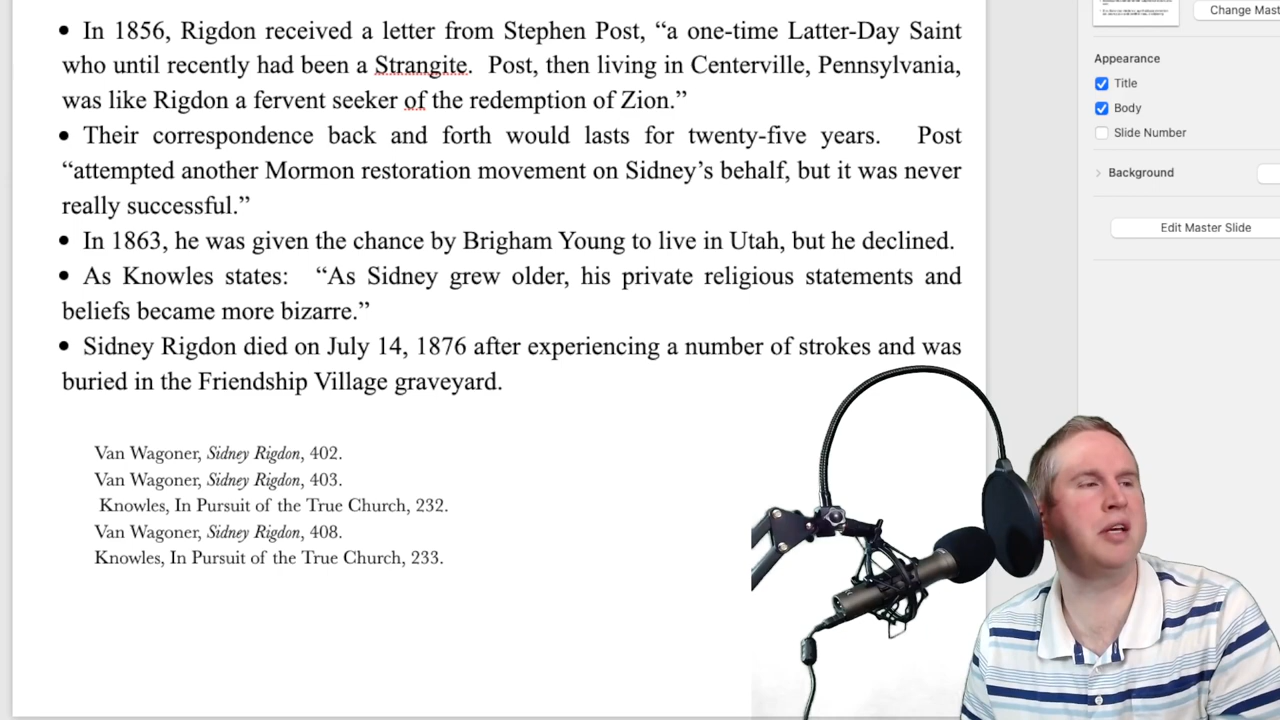 • In 1856, Rigdon received a letter from Stephen Post, “a one-time Latter-Day Saint
who until recently had been a Strangite. Post, then living in Centerville, Pennsylvania,
was like Rigdon a fervent seeker of the redemption of Zion.”
• Their correspondence back and forth would lasts for twenty-five years. Post
“attempted another Mormon restoration movement on Sidney’s behalf, but it was never
really successful.”
• In 1863, he was given the chance by Brigham Young to live in Utah, but he declined.
• As Knowles states: “As Sidney grew older, his private religious statements and
beliefs became more bizarre.”
• Sidney Rigdon died on July 14, 1876 after experiencing a number of strokes and was
buried in the Friendship Village graveyard.
Van Wagoner, Sidney Rigdon, 402.
Van Wagoner, Sidney Rigdon, 403.
Knowles, In Pursuit of the True Church, 232.
Van Wagoner, Sidney Rigdon, 408.
Knowles, In Pursuit of the True Church, 233.
Change Mast
Appearance
Title
Body
Slide Number
Background
Edit Master Slide